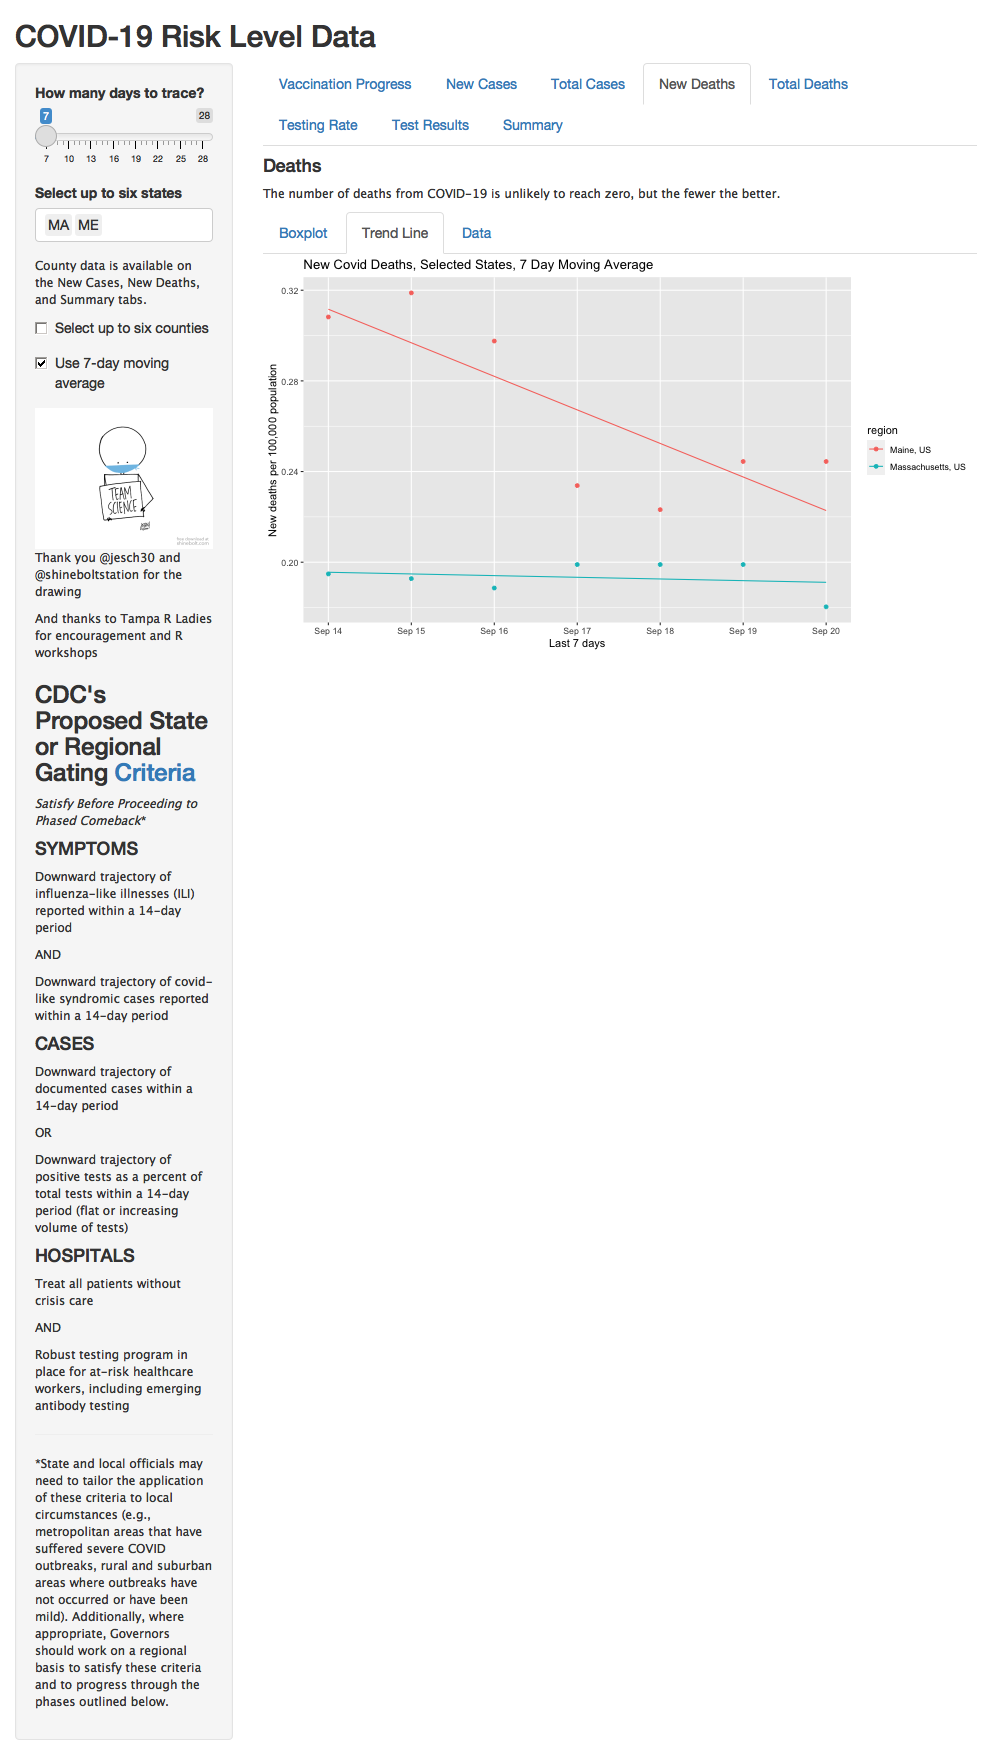 COVID-19 Risk Level Data
How many days to trace?
7
28
7 10 13 16 19 22 25 28
Select up to six states
MA ME
County data is available on
the New Cases, New Deaths,
and Summary tabs.
Select up to six counties
Use 7-day moving
average
TEAM
SCIENCE
Thank you @jesch30 and
@shineboltstation for the
drawing
And thanks to Tampa R Ladies
for encouragement and R
workshops
CDC's
Proposed State
or Regional
Gating Criteria
Satisfy Before Proceeding to
Phased Comeback*
SYMPTOMS
Downward trajectory of
influenza-like illnesses (ILI)
reported within a 14-day
period
AND
Downward trajectory of covid-
like syndromic cases reported
within a 14-day period
CASES
Downward trajectory of
documented cases within a
14-day period
OR
Downward trajectory of
positive tests as a percent of
total tests within a 14-day
period (flat or increasing
volume of tests)
HOSPITALS
Treat all patients without
crisis care
AND
Robust testing program in
place for at-risk healthcare
workers, including emerging
antibody testing
*State and local officials may
need to tailor the application
of these criteria to local
circumstances (e.g.,
metropolitan areas that have
suffered severe COVID
outbreaks, rural and suburban
areas where outbreaks have
not occurred or have been
mild). Additionally, where
appropriate, Governors
should work on a regional
basis to satisfy these criteria
and to progress through the
phases outlined below.
Vaccination Progress New Cases Total Cases New Deaths Total Deaths
Testing Rate Test Results Summary
Deaths
The number of deaths from COVID-19 is unlikely to reach zero, but the fewer the better.
Boxplot Trend Line Data
New Covid Deaths, Selected States, 7 Day Moving Average
New deaths per 100,000 population
0.32
0.28
0.24
0.20
Sep 14 Sep 15 Sep 16 Sep 17 Sep 18 Sep 19 Sep 20
Last 7 days
region
Maine, US
Massachusetts, US